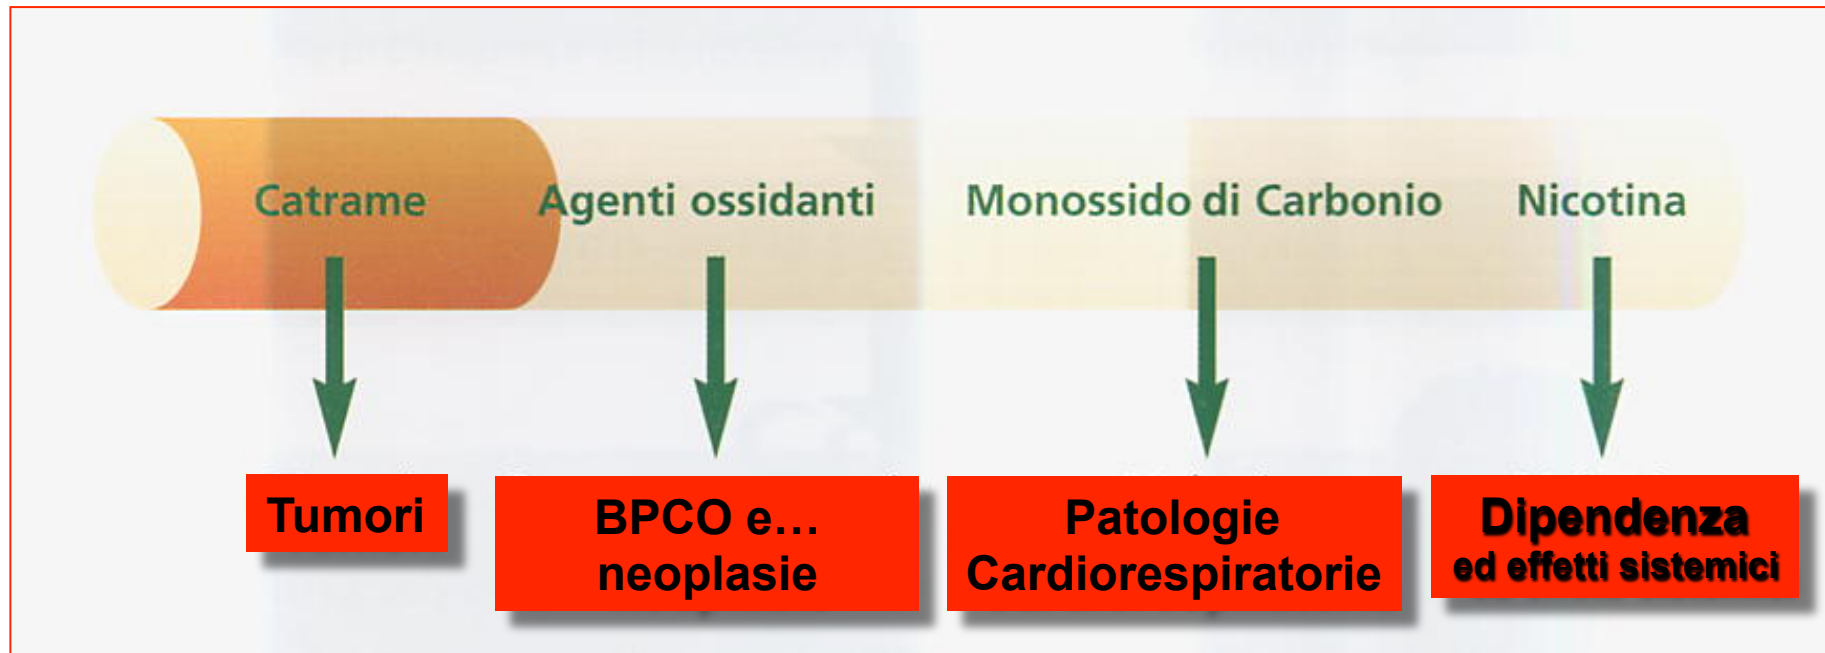 Catrame
Agenti ossidanti
Monossido di Carbonio
Nicotina
Tumori
BPCO e…
neoplasie
Patologie
Cardiorespiratorie
Dipendenza
ed effetti sistemici